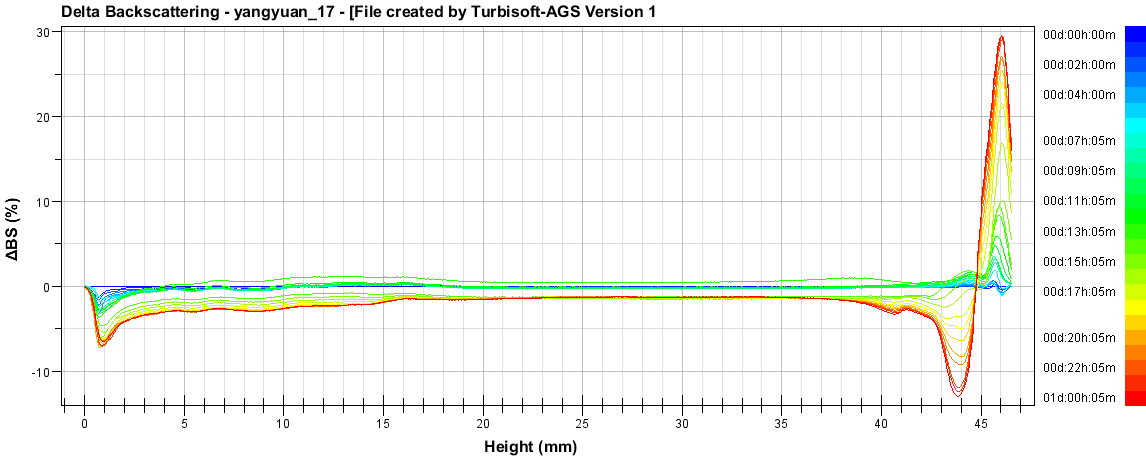 Delta Backscattering - yangyuan_17 - [File created by Turbisoft-AGS Version 1
ΔBS (%)
30
20
10
0
-10
0 5 10 15 20 25 30 35 40 45
Height (mm)
00d:00h:00m
00d:02h:00m
00d:04h:00m
00d:07h:05m
00d:09h:05m
00d:11h:05m
00d:13h:05m
00d:15h:05m
00d:17h:05m
00d:20h:05m
00d:22h:05m
01d:00h:05m